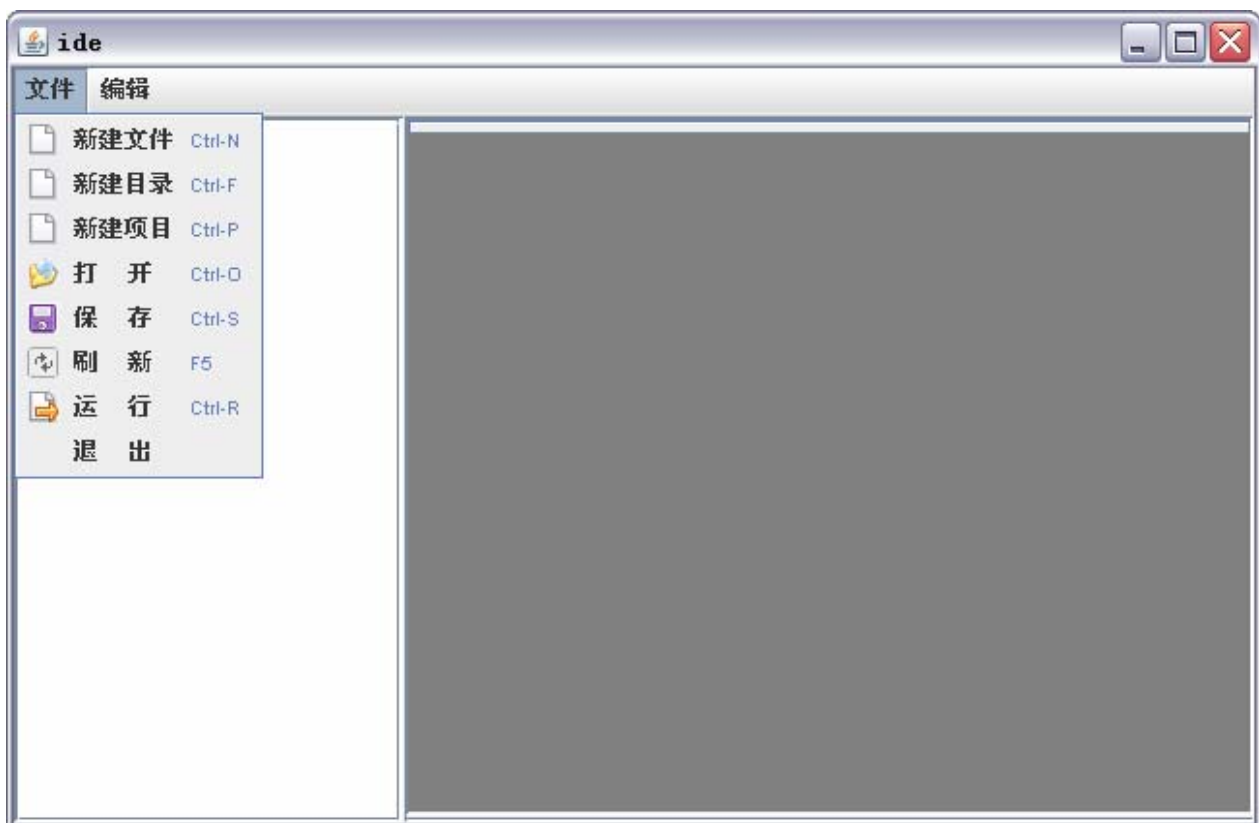 ide
文件 编辑
新建文件 Ctrl-N
新建目录 Ctrl-F
新建项目 Ctrl-P
打 开 Ctrl-O
保 存 Ctrl-S
刷 新 F5
运 行 Ctrl-R
退 出